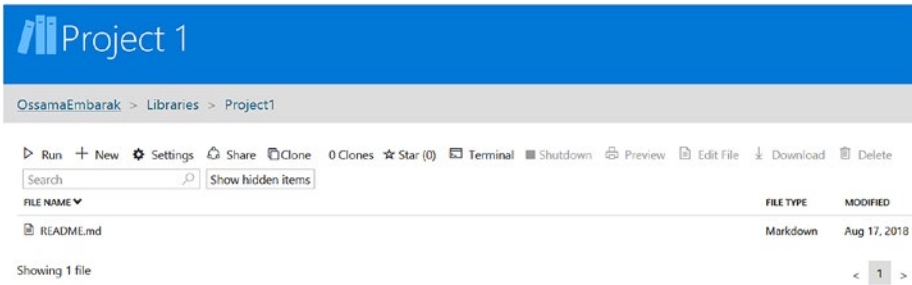 Project 1
OssamaEmbarak > Libraries > Project1
Run New Settings Share Clone 0 Clones Star (0) Terminal Shutdown Preview Edit File Download Delete
Search Show hidden items
FILE NAME FILE TYPE MODIFIED
README.md Markdown Aug 17, 2018
Showing 1 file < 1 >